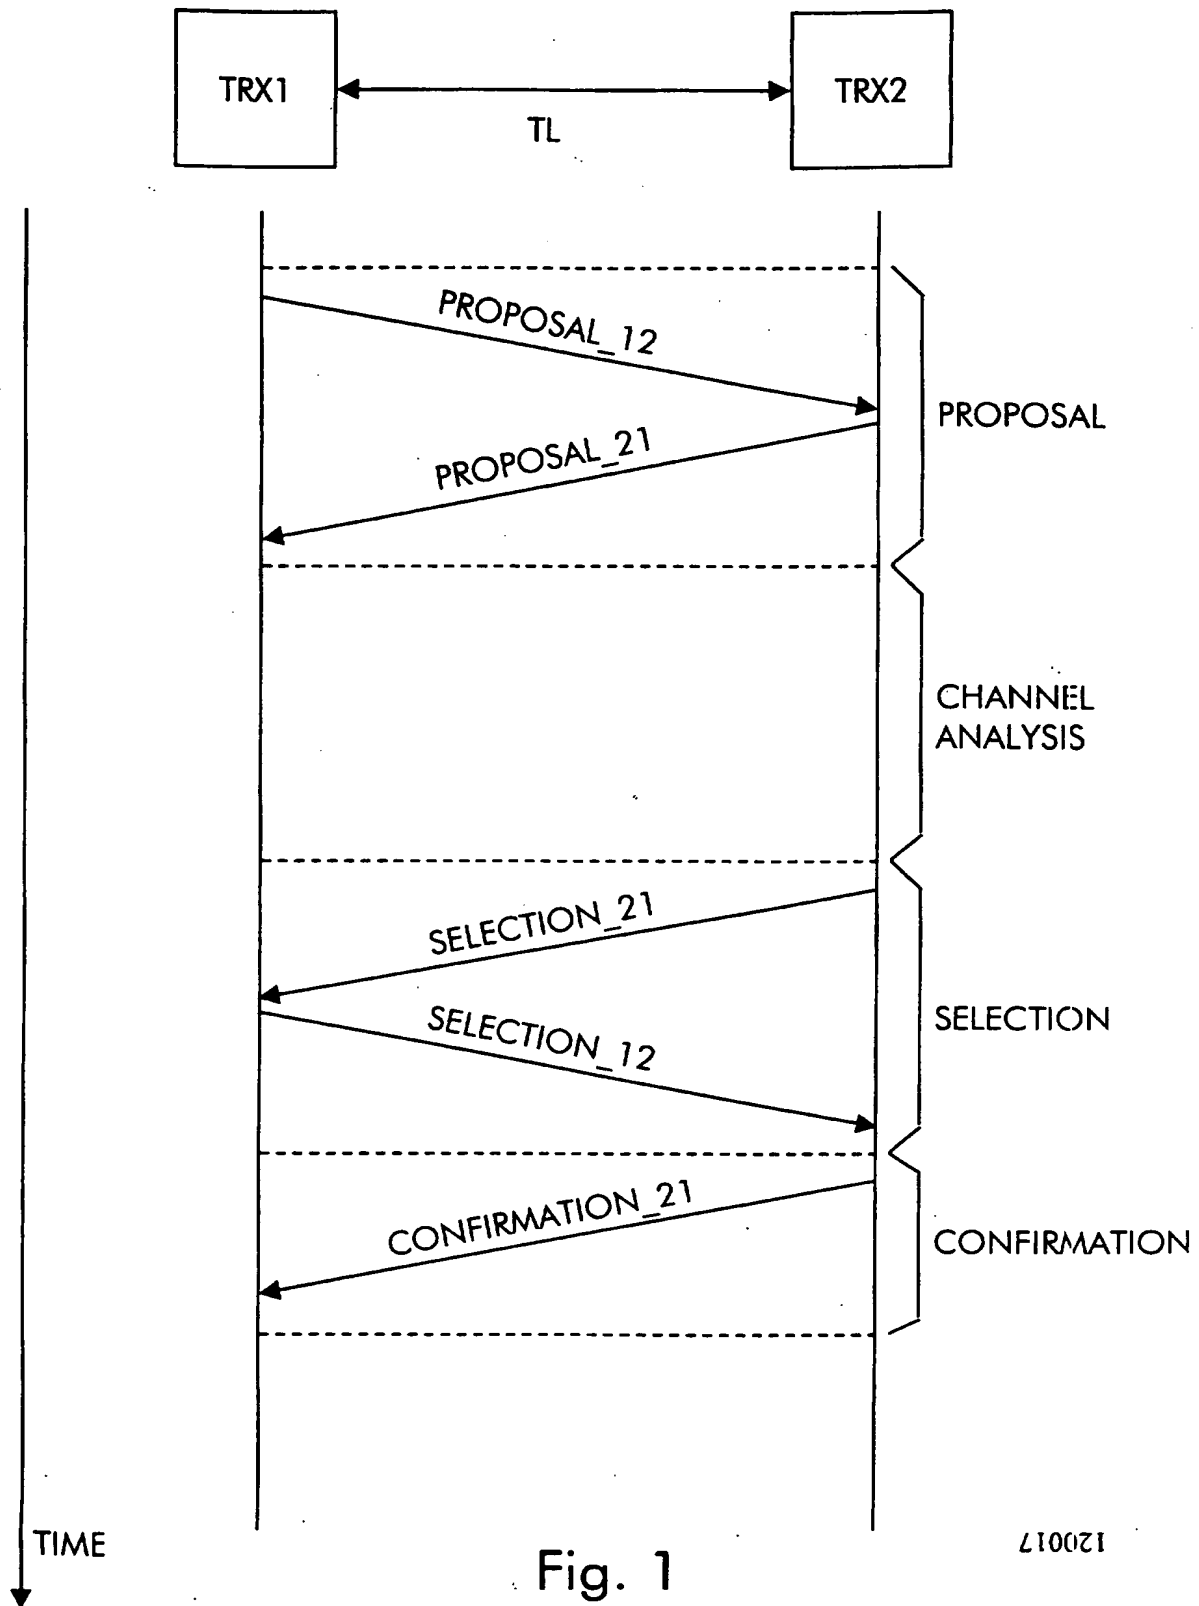 TRX1
TRX2
TL
PROPOSAL_12
PROPOSAL
PROPOSAL_21
CHANNEL
ANALYSIS
SELECTION_21
SELECTION
SELECTION_12
CONFIRMATION_21
CONFIRMATION
TIME
Fig. 1
120017